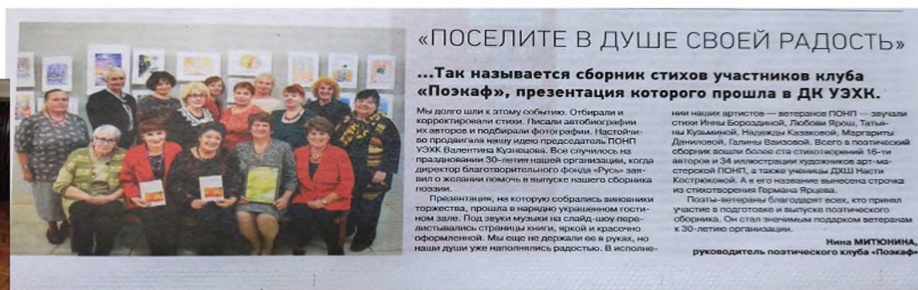 «ПОСЕЛИТЕ В ДУШЕ СВОЕЙ РАДОСТЬ»
...Так называется сборник стихов участников клуба
«Поэкаф», презентация которого прошла в ДК УЭХК.
Мы долго шли к этому событию. Отбирали и
корректировали стихи. Писали автобиографии
их авторов и подбирали фотографии. Настойчи-
во продвигала нашу идею председатель ПОНП
УЭХК Валентина Кузнецова. Всё случилось на
праздновании 30-летия нашей организации, когда
директор благотворительного фонда «Русь» зая-
вил о желании помочь в выпуске нашего сборника
поэзии.
Презентация, на которую собрались виновники
торжества, прошла в нарядно украшенном гости-
ном зале. Под звуки музыки на слайд-шоу пере-
листывались страницы книги, яркой и красочно
оформленной. Мы еще не держали ее в руках, но
наши души уже наполнялись радостью. В исполне-
нии наших артистов — ветеранов ПОНП — звучали
стихи Инны Бороздиной, Любови Ярош, Татья-
ны Кузьминой, Надежды Казаковой, Маргариты
Даниловой, Галины Ваизовой. Всего в поэтический
сборник вошли более ста стихотворений 16-ти
авторов и 34 иллюстрации художников арт-ма-
стерской ПОНП, а также ученицы ДХШ Насти
Кострюковой. А в его название вынесена строчка
из стихотворения Германа Ярцева.
Поэты-ветераны благодарят всех, кто принял
участие в подготовке и выпуске поэтического
сборника. Он стал значимым подарком ветеранам
к 30-летию организации.
Нина МИТЮНИНА,
руководитель поэтического клуба «Поэкаф»